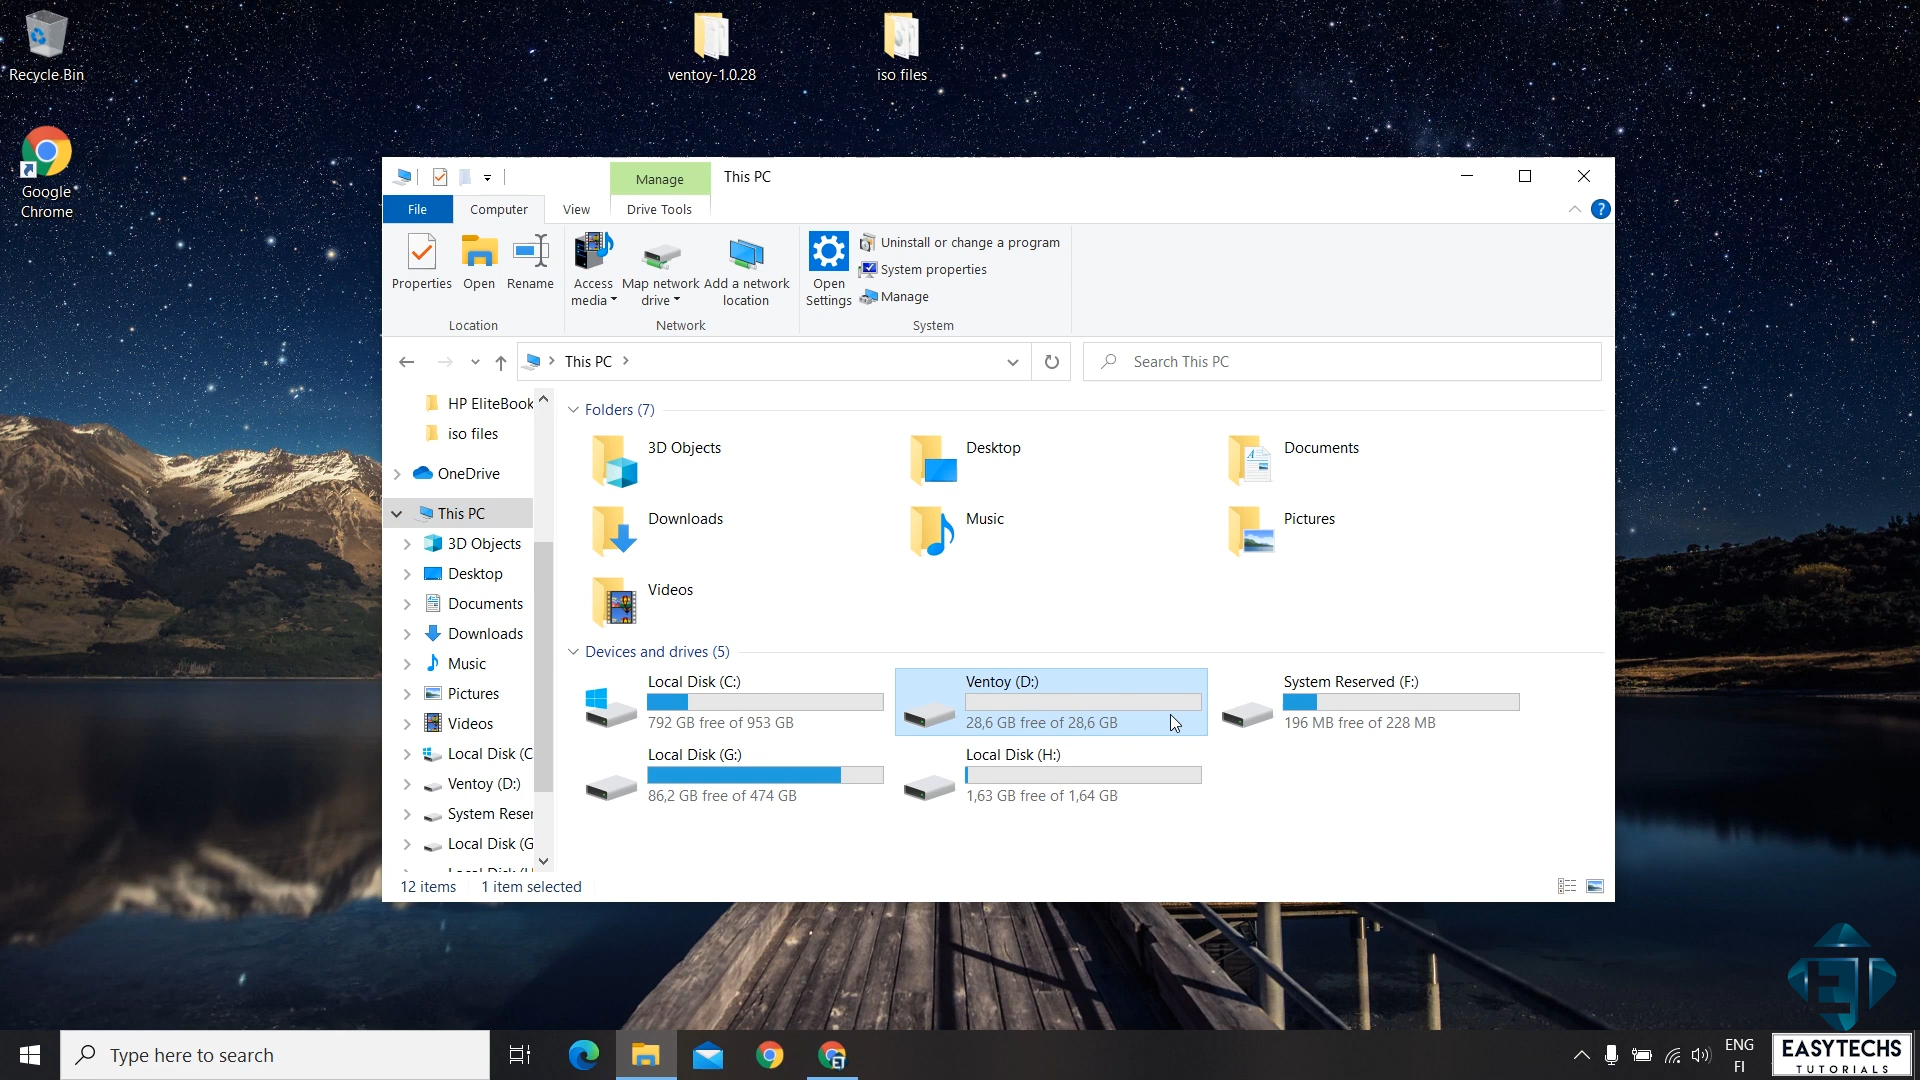 Recycle Bin
ventoy-1.0.28
iso files
Google
Chrome
Manage
This PC
File
Computer
View
Drive Tools
Properties
Open
Rename
Access
media
Map network
drive
Add a network
location
Open
Settings
Uninstall or change a program
System properties
Manage
Location
Network
System
This PC
Search This PC
HP EliteBook
iso files
OneDrive
This PC
3D Objects
Desktop
Documents
Downloads
Music
Pictures
Videos
Local Disk (C
Ventoy (D:)
System Reser
Local Disk (G
Folders (7)
3D Objects
Desktop
Documents
Downloads
Music
Pictures
Videos
Devices and drives (5)
Local Disk (C:)
792 GB free of 953 GB
Ventoy (D:)
28,6 GB free of 28,6 GB
System Reserved (F:)
196 MB free of 228 MB
Local Disk (G:)
86,2 GB free of 474 GB
Local Disk (H:)
1,63 GB free of 1,64 GB
12 items
1 item selected
Type here to search
ENG
FI
EASYTECHS
TUTORIALS